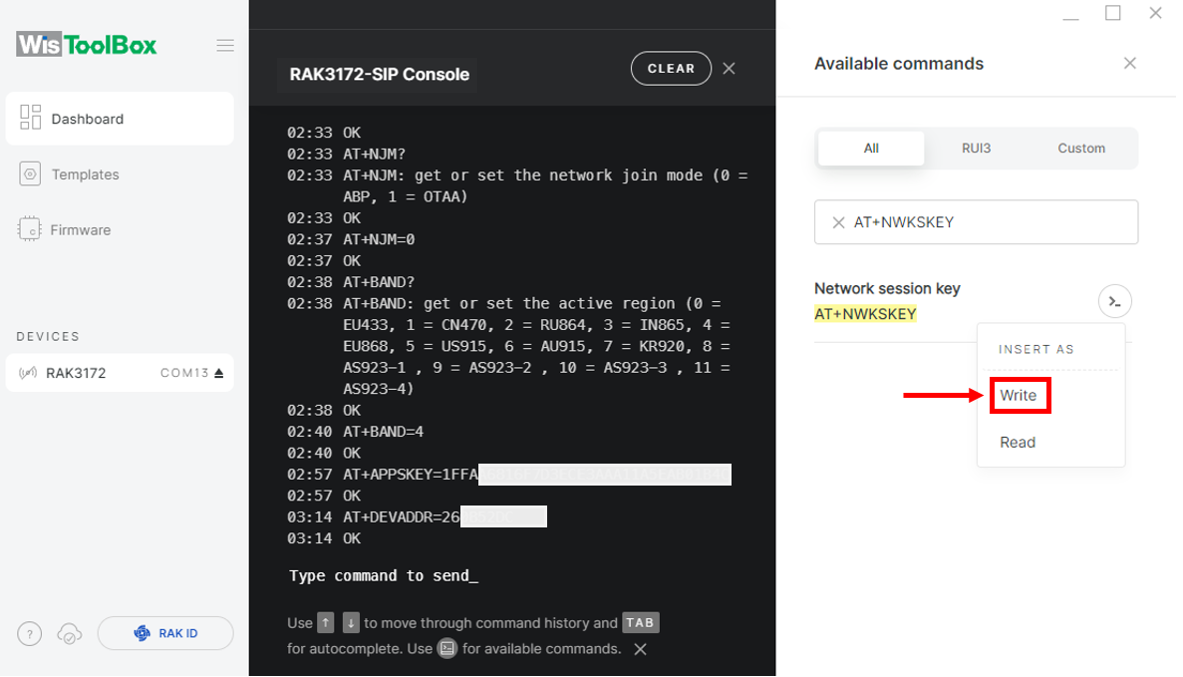 WisToolBox
Dashboard
Templates
Firmware
DEVICES
RAK3172 COM13
?
RAK ID
RAK3172-SIP Console
CLEAR
02:33 OK
02:33 AT+NJM?
02:33 AT+NJM: get or set the network join mode (0 =
ABP, 1 = OTAA)
02:33 OK
02:37 AT+NJM=0
02:37 OK
02:38 AT+BAND?
02:38 AT+BAND: get or set the active region (0 =
EU433, 1 = CN470, 2 = RU864, 3 = IN865, 4 =
EU868, 5 = US915, 6 = AU915, 7 = KR920, 8 =
AS923-1 , 9 = AS923-2 , 10 = AS923-3 , 11 =
AS923-4)
02:38 OK
02:40 AT+BAND=4
02:40 OK
02:57 AT+APPSKEY=1FFA
02:57 OK
03:14 AT+DEVADDR=26
03:14 OK
Type command to send_
Use ↑ ↓ to move through command history and TAB
for autocomplete. Use for available commands.
Available commands
All RUI3 Custom
AT+NWKSKEY
Network session key
AT+NWKSKEY
INSERT AS
Write
Read